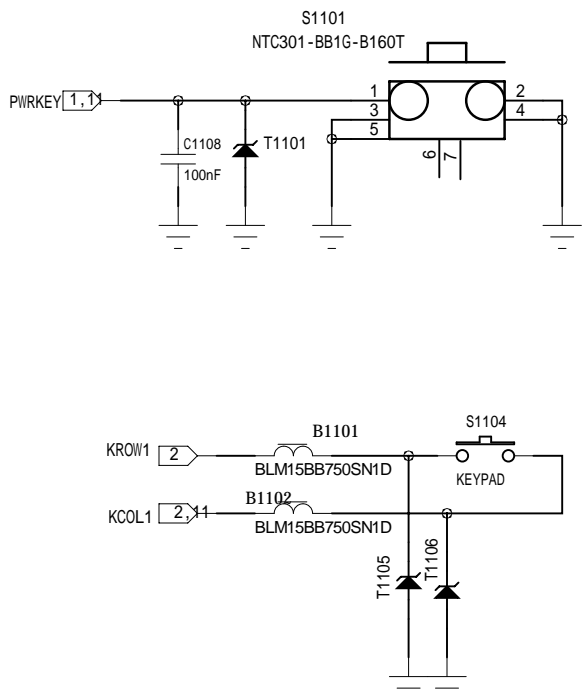 S1101
NTC301-BB1G-B160T
PWRKEY 1,11
1
2
3
4
5
6
7
C1108
100nF
T1101
S1104
KEYPAD
KROW1 2
B1101
BLM15BB750SN1D
KCOL1 2,11
B1102
BLM15BB750SN1D
T1105
T1106